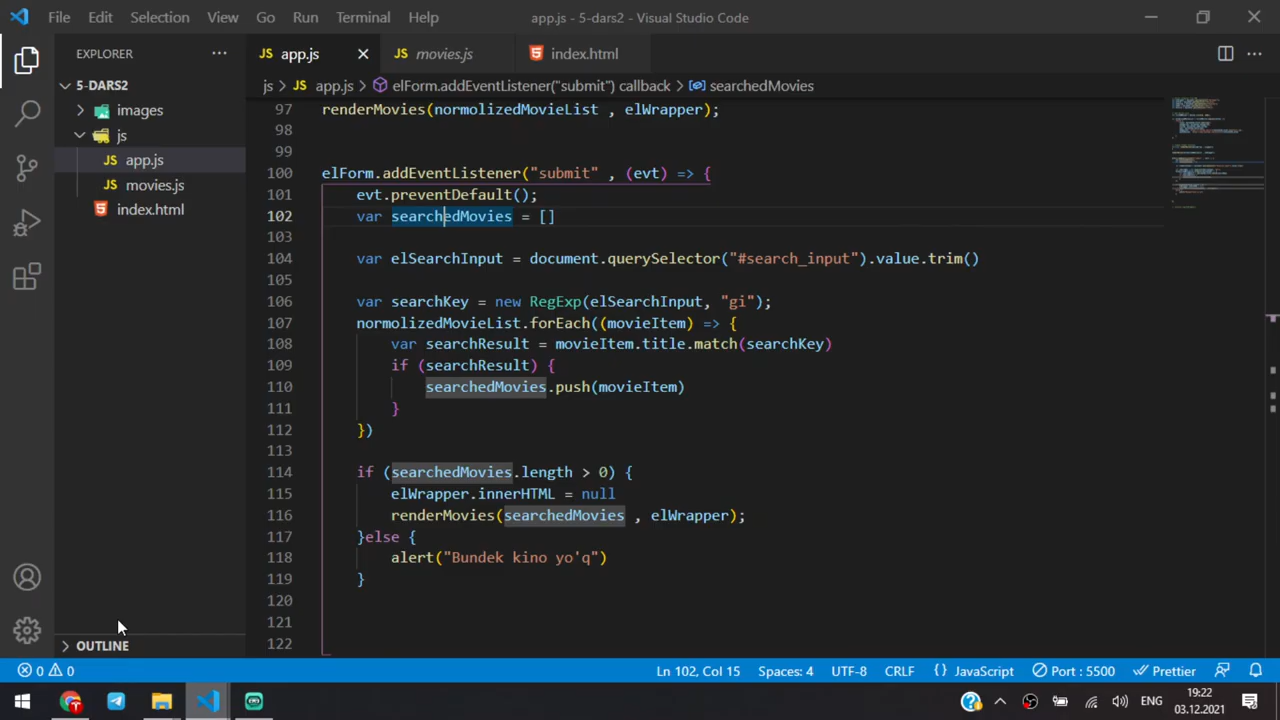 File Edit Selection View Go Run Terminal Help app.js - 5-dars2 - Visual Studio Code
EXPLORER ··· JS app.js JS movies.js index.html
5-DARS2
images
js
JS app.js
JS movies.js
index.html
OUTLINE
js > JS app.js > elForm.addEventListener("submit") callback > searchedMovies
97 renderMovies(normolizedMovieList , elWrapper);
98
99
100 elForm.addEventListener("submit" , (evt) => {
101 evt.preventDefault();
102 var searchedMovies = []
103
104 var elSearchInput = document.querySelector("#search_input").value.trim()
105
106 var searchKey = new RegExp(elSearchInput, "gi");
107 normolizedMovieList.forEach((movieItem) => {
108 var searchResult = movieItem.title.match(searchKey)
109 if (searchResult) {
110 searchedMovies.push(movieItem)
111 }
112 })
113
114 if (searchedMovies.length > 0) {
115 elWrapper.innerHTML = null
116 renderMovies(searchedMovies , elWrapper);
117 }else {
118 alert("Bundek kino yo'q")
119 }
120
121
122
0 0 Ln 102, Col 15 Spaces: 4 UTF-8 CRLF {} JavaScript Port : 5500 Prettier
ENG 19:22
03.12.2021